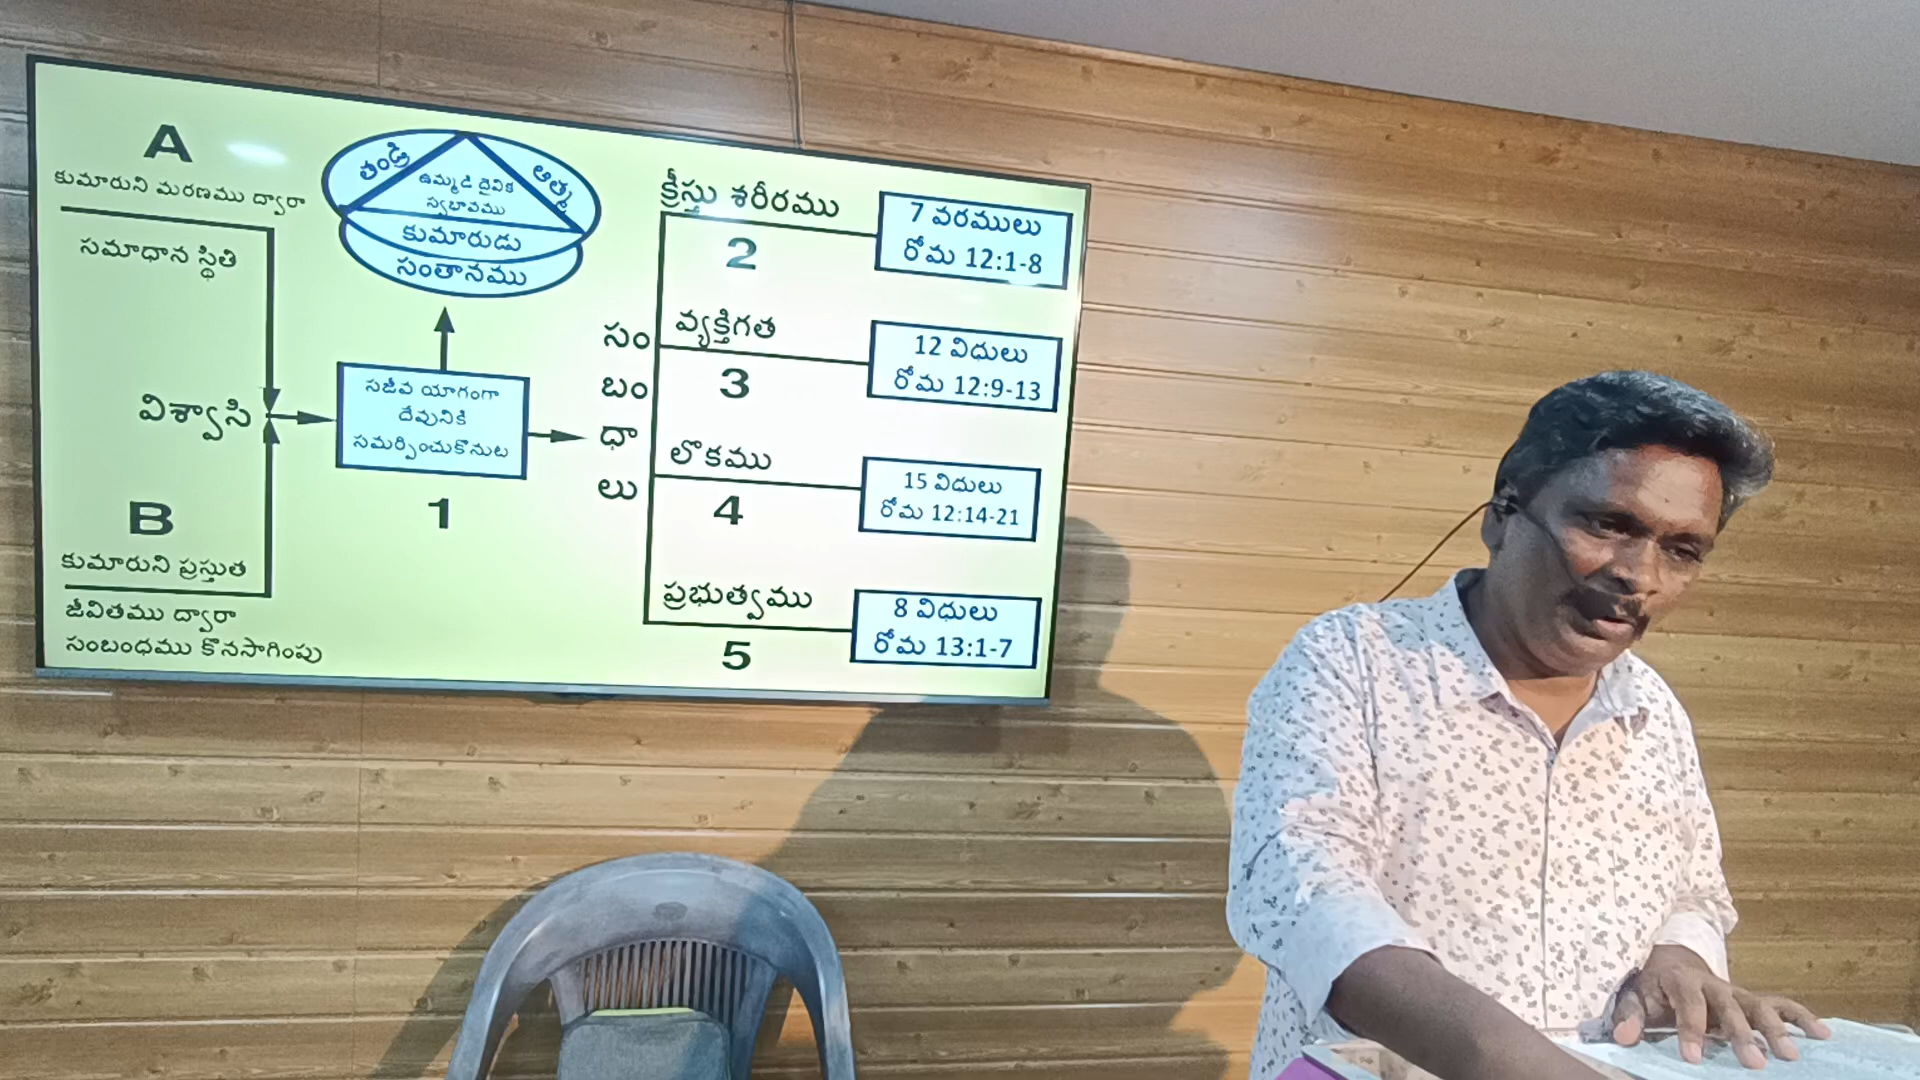 A
కుమారుని మరణము ద్వారా
సమాధాన స్థితి
విశ్వాసి
B
కుమారుని ప్రస్తుత
జీవితము ద్వారా
సంబంధము కొనసాగింపు
తండ్రి
ఆత్మ
ఉమ్మడి దైవిక
స్వభావము
కుమారుడు
సంతానము
సజీవ యాగంగా
దేవునికి
సమర్పించుకొనుట
1
సం
బం
ధా
లు
క్రీస్తు శరీరము
2
7 వరములు
రోమ 12:1-8
వ్యక్తిగత
3
12 విధులు
రోమ 12:9-13
లొకము
4
15 విధులు
రోమ 12:14-21
ప్రభుత్వము
5
8 విధులు
రోమ 13:1-7